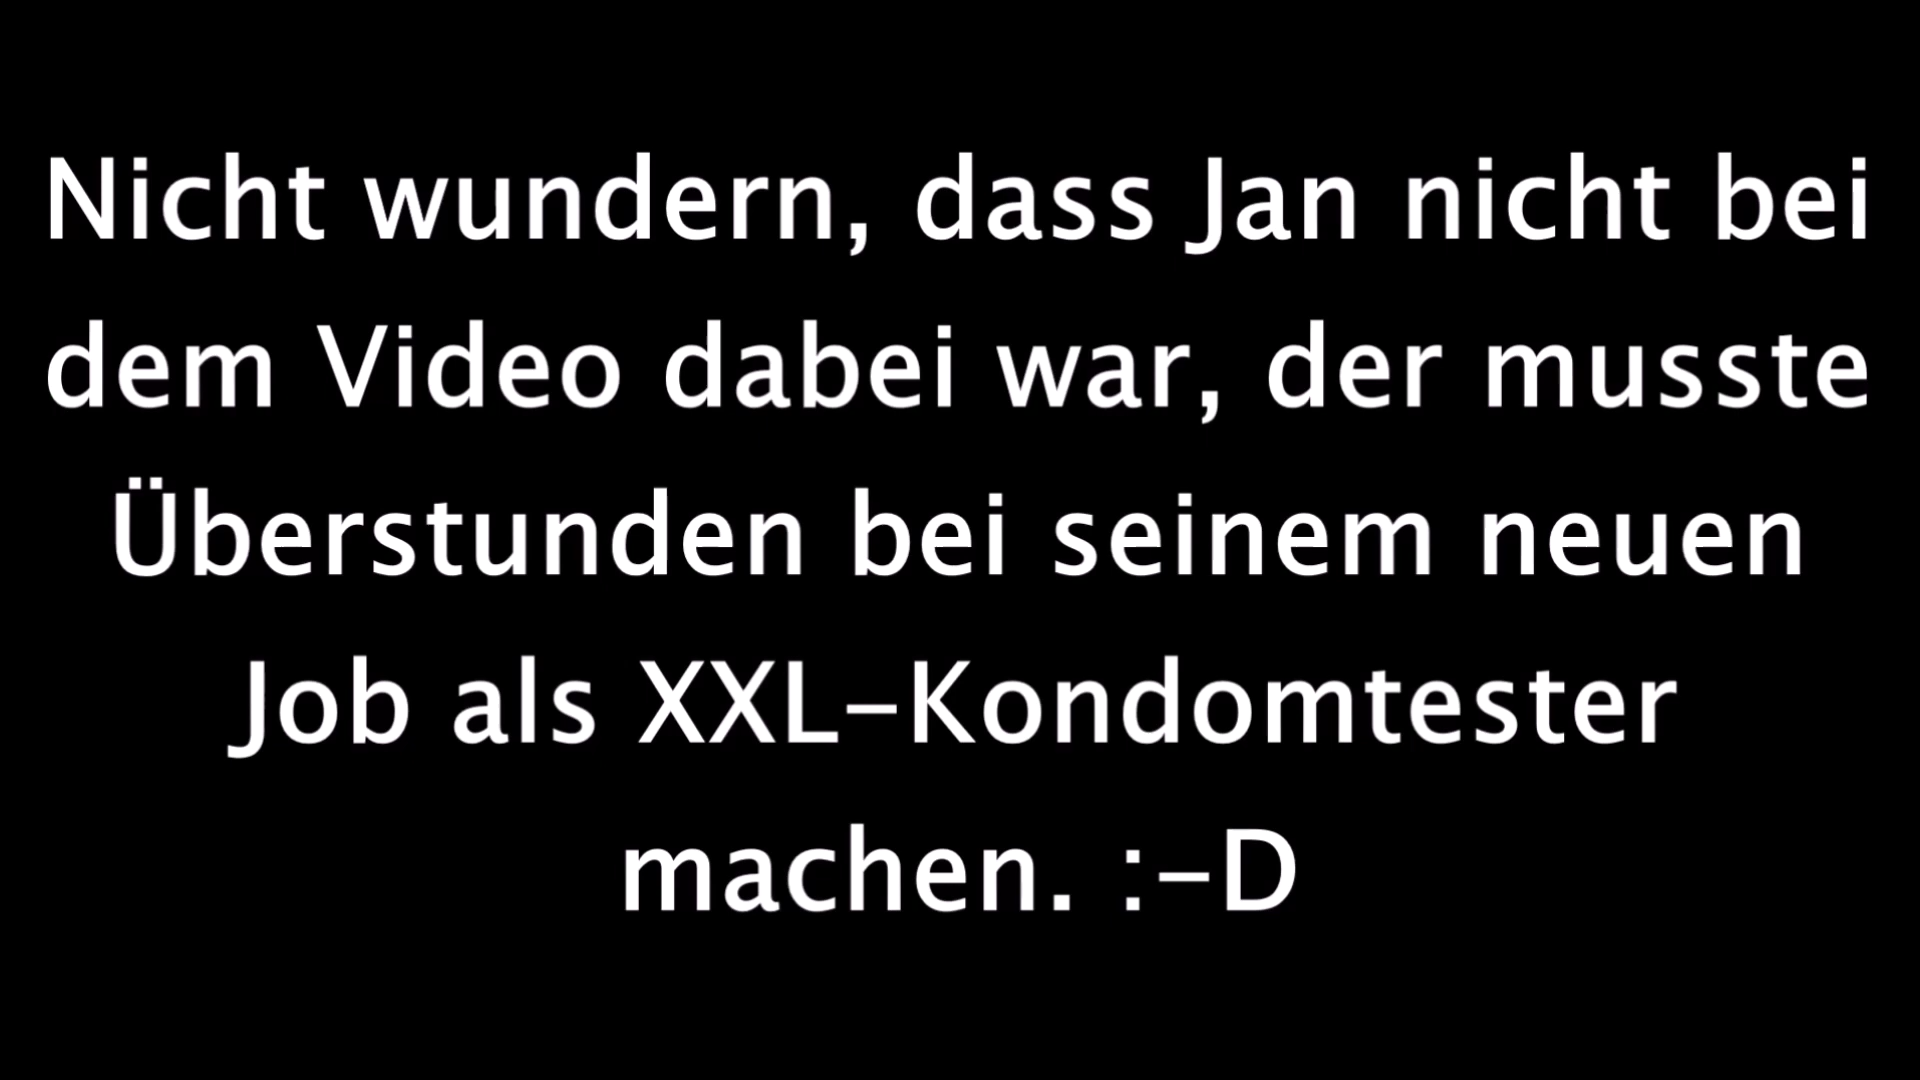 Nicht wundern, dass Jan nicht bei
dem Video dabei war, der musste
Überstunden bei seinem neuen
Job als XXL-Kondomtester
machen. :-D